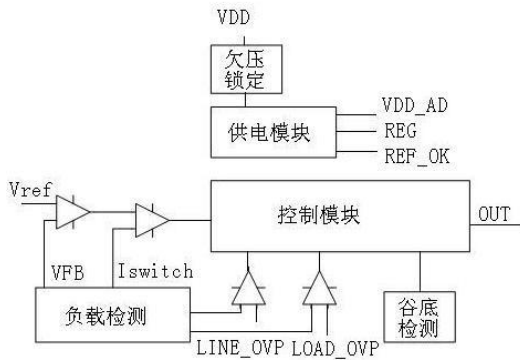 VDD
欠压
锁定
供电模块
VDD_AD
REG
REF_OK
Vref
控制模块
OUT
VFB
Iswitch
负载检测
谷底
检测
LINE_OVP
LOAD_OVP